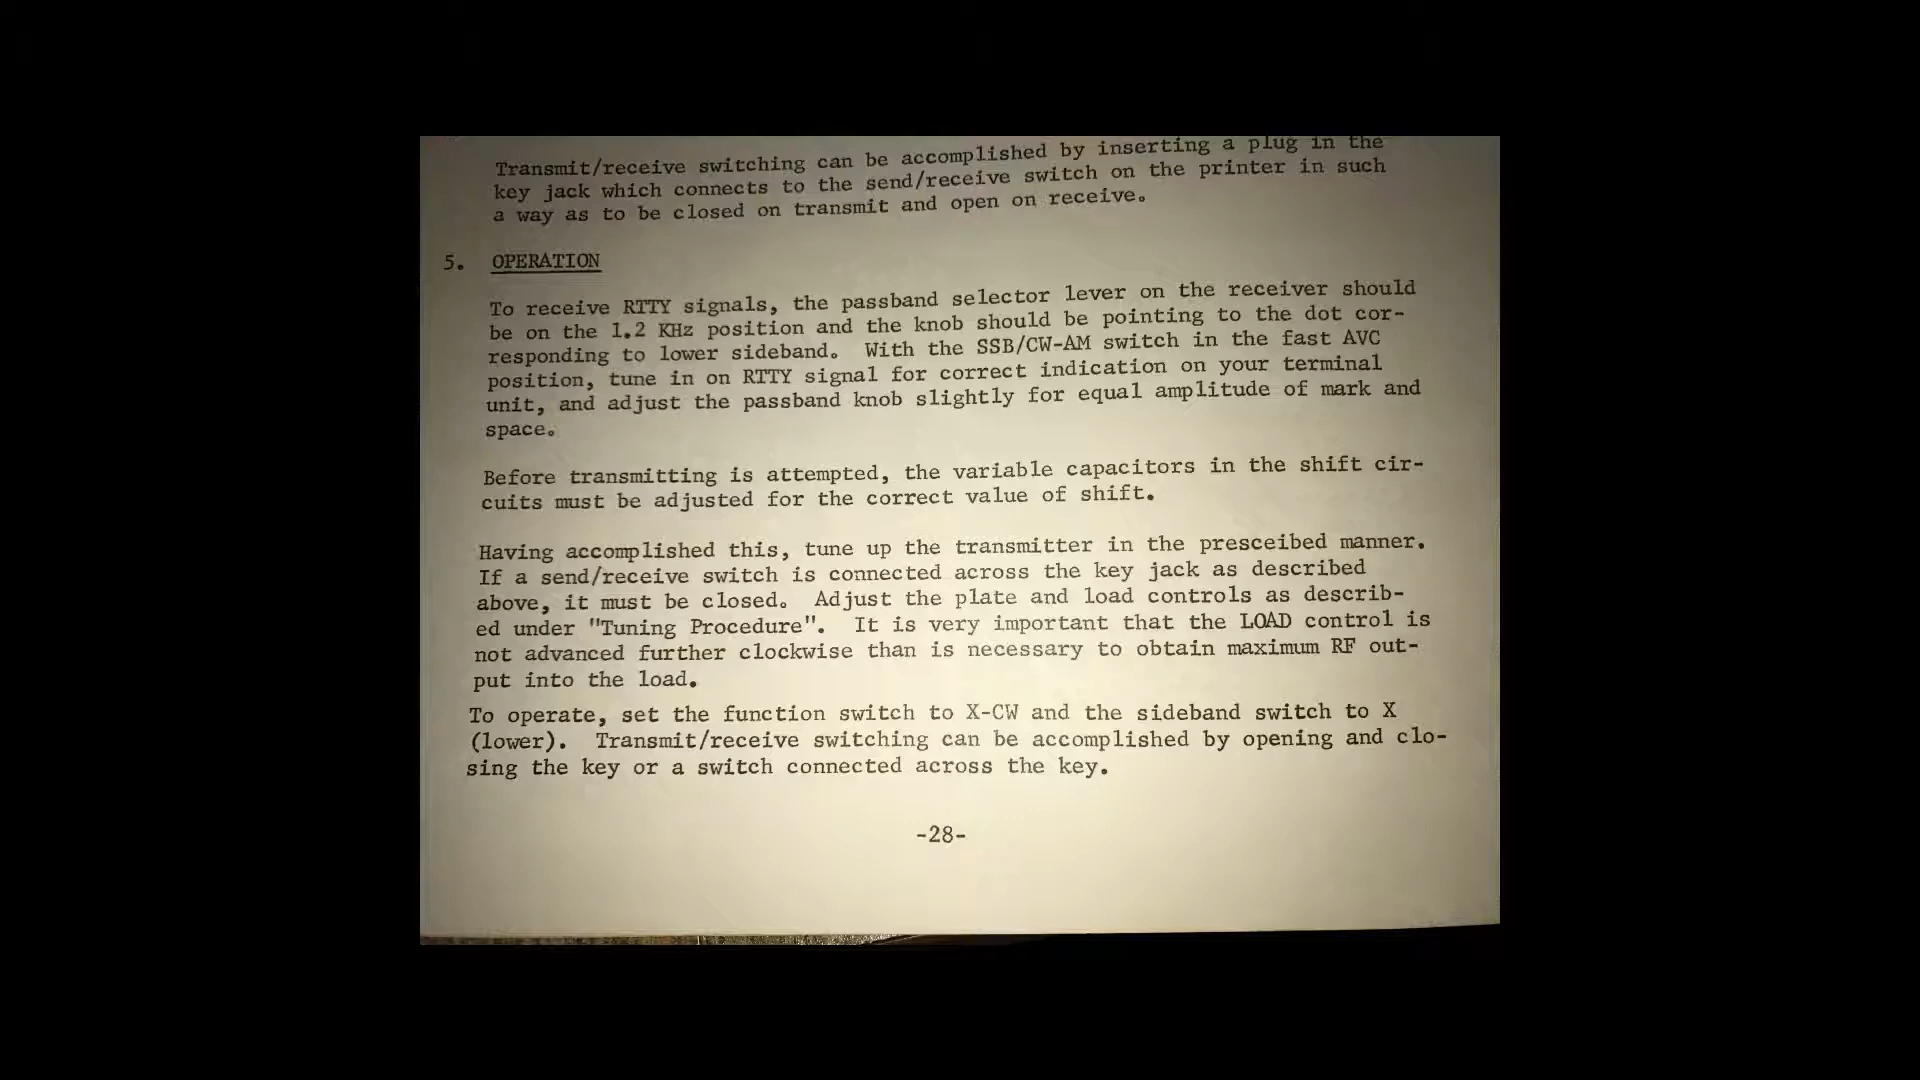 Transmit/receive switching can be accomplished by inserting a plug in the
key jack which connects to the send/receive switch on the printer in such
a way as to be closed on transmit and open on receive.
5. OPERATION
To receive RTTY signals, the passband selector lever on the receiver should
be on the 1.2 KHz position and the knob should be pointing to the dot cor-
responding to lower sideband. With the SSB/CW-AM switch in the fast AVC
position, tune in on RTTY signal for correct indication on your terminal
unit, and adjust the passband knob slightly for equal amplitude of mark and
space.
Before transmitting is attempted, the variable capacitors in the shift cir-
cuits must be adjusted for the correct value of shift.
Having accomplished this, tune up the transmitter in the presceibed manner.
If a send/receive switch is connected across the key jack as described
above, it must be closed. Adjust the plate and load controls as describ-
ed under "Tuning Procedure". It is very important that the LOAD control is
not advanced further clockwise than is necessary to obtain maximum RF out-
put into the load.
To operate, set the function switch to X-CW and the sideband switch to X
(lower). Transmit/receive switching can be accomplished by opening and clo-
sing the key or a switch connected across the key.
-28-